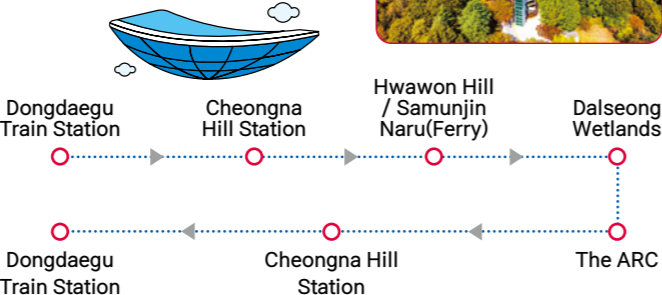 Dongdaegu
Train Station
Cheongna
Hill Station
Hwawon Hill
/ Samunjin
Naru(Ferry)
Dalseong
Wetlands
Dongdaegu
Train Station
Cheongna Hill
Station
The ARC